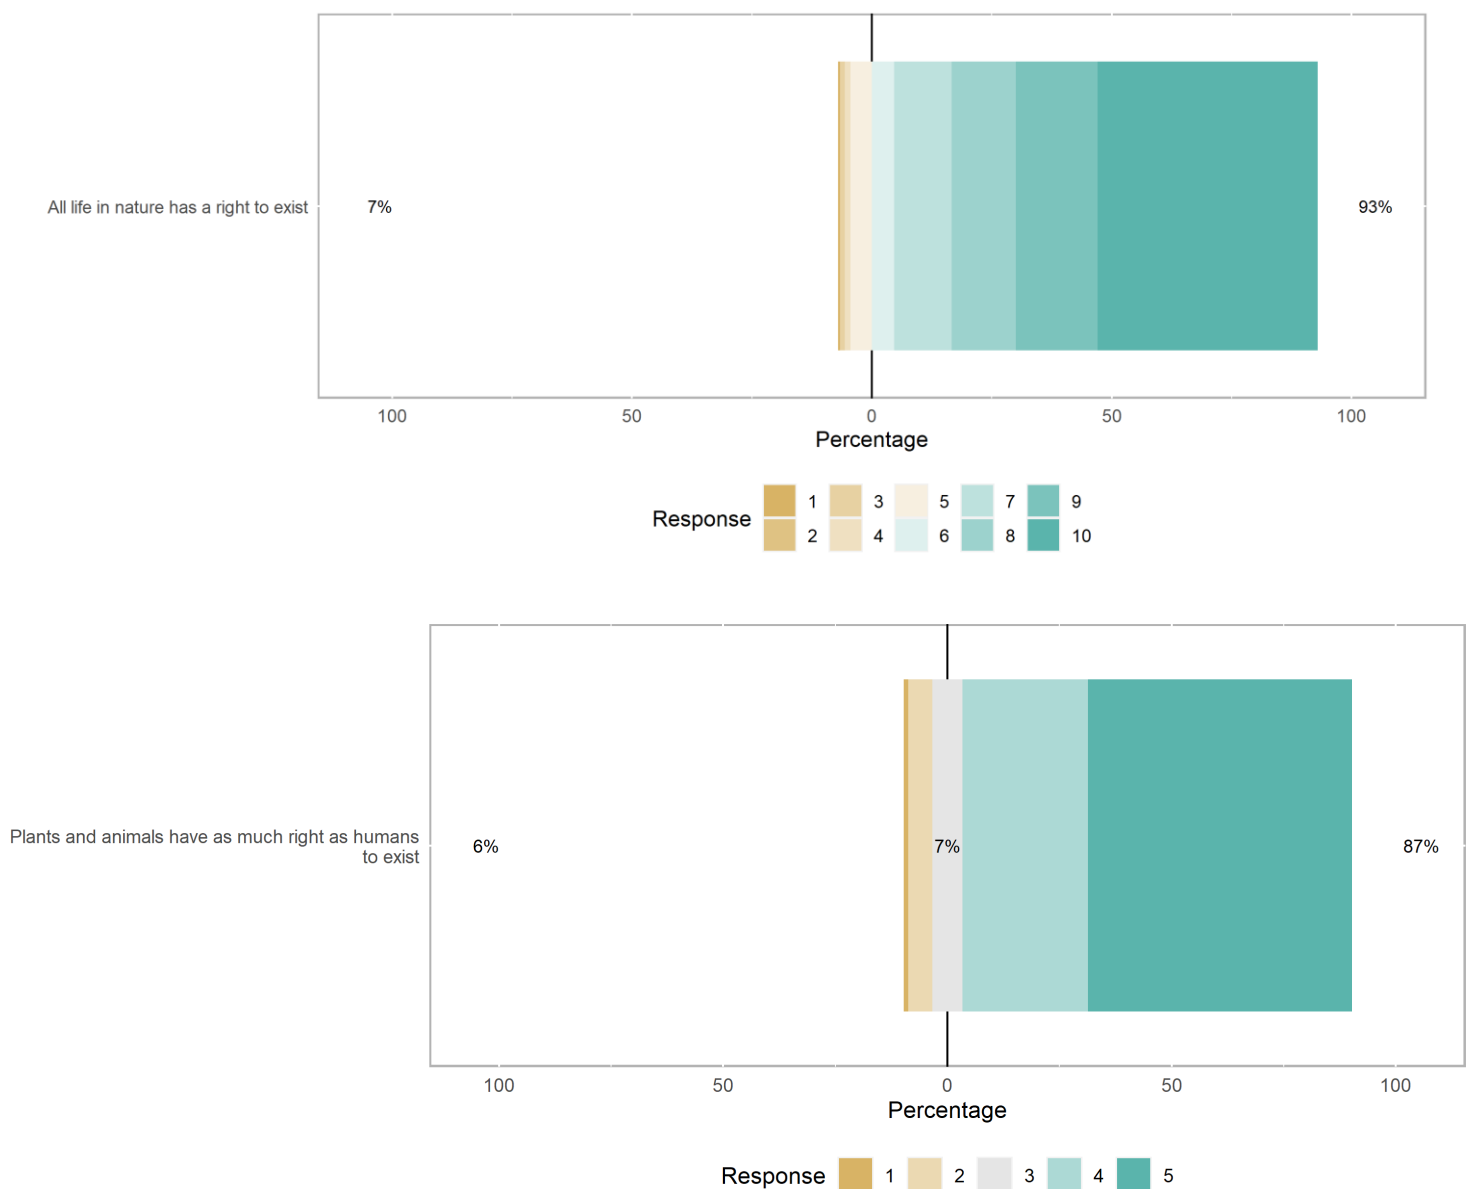 All life in nature has a right to exist
7%
93%
100 50 0 50 100
Percentage
Response
1 3 5 7 9
2 4 6 8 10
Plants and animals have as much right as humans
to exist
6%
7%
87%
100 50 0 50 100
Percentage
Response 1 2 3 4 5